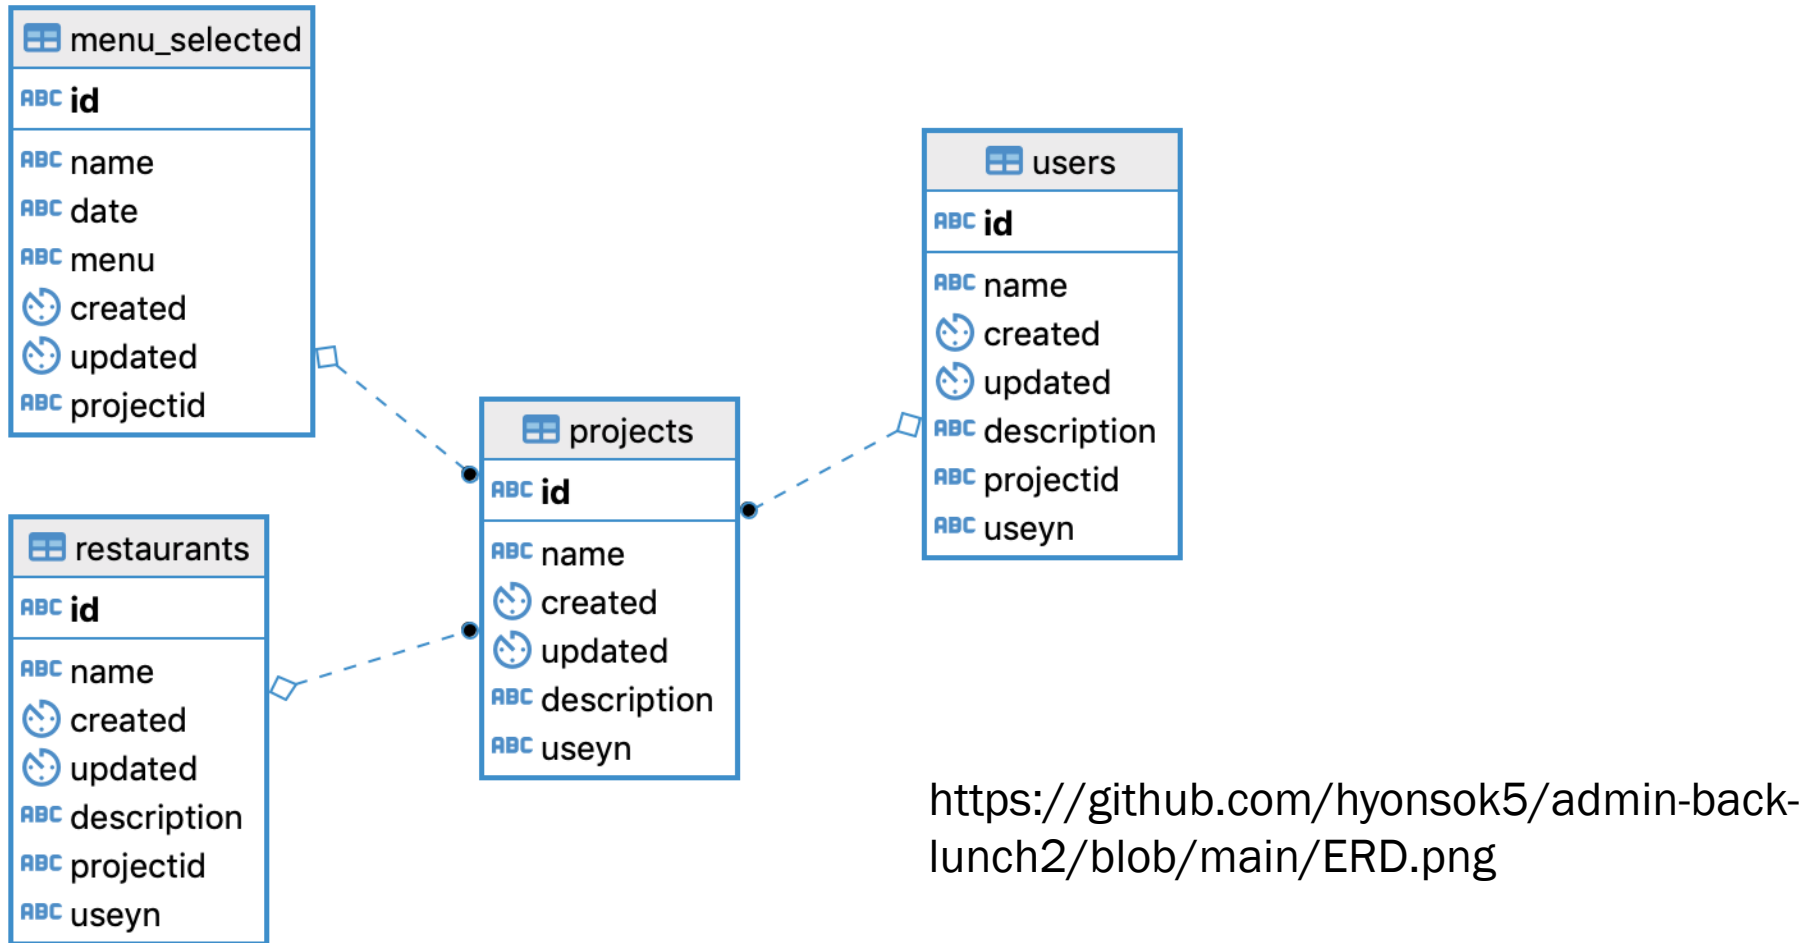 menu_selected
ABC id
ABC name
ABC date
ABC menu
created
updated
ABC projectid
restaurants
ABC id
ABC name
created
updated
ABC description
ABC projectid
ABC useyn
projects
ABC id
ABC name
created
updated
ABC description
ABC useyn
users
ABC id
ABC name
created
updated
ABC description
ABC projectid
ABC useyn
https://github.com/hyonsok5/admin-back-
lunch2/blob/main/ERD.png